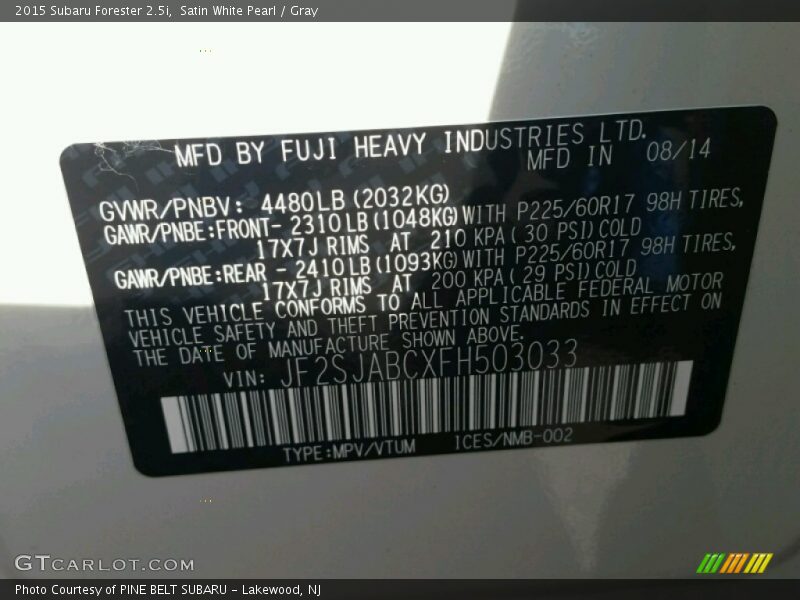 2015 Subaru Forester 2.5i, Satin White Pearl / Gray
MFD BY FUJI HEAVY INDUSTRIES LTD.
MFD IN 08/14
GVWR/PNBV: 4480LB (2032KG)
GAWR/PNBE:FRONT- 2310LB(1048KG)WITH P225/60R17 98H TIRES,
17X7J RIMS AT 210 KPA(30 PSI)COLD
GAWR/PNBE:REAR - 2410LB(1093KG)WITH P225/60R17 98H TIRES,
17X7J RIMS AT 200 KPA(29 PSI)COLD
THIS VEHICLE CONFORMS TO ALL APPLICABLE FEDERAL MOTOR
VEHICLE SAFETY AND THEFT PREVENTION STANDARDS IN EFFECT ON
THE DATE OF MANUFACTURE SHOWN ABOVE.
VIN: JF2SJABCXFH503033
TYPE:MPV/VTUM ICES/NMB-002
GTCARLOT.COM
Photo Courtesy of PINE BELT SUBARU - Lakewood, NJ